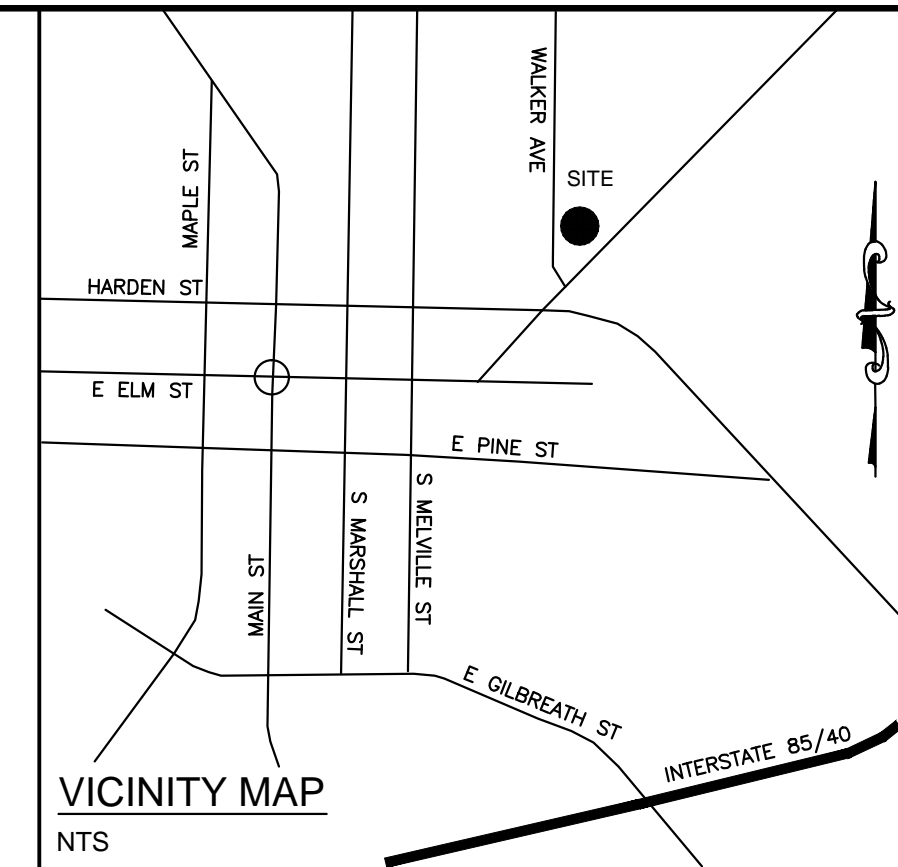 WALKER AVE
SITE
MAPLE ST
HARDEN ST
E ELM ST
E PINE ST
S MELVILLE ST
S MARSHALL ST
MAIN ST
E GILBREATH ST
INTERSTATE 85/40
VICINITY MAP
NTS